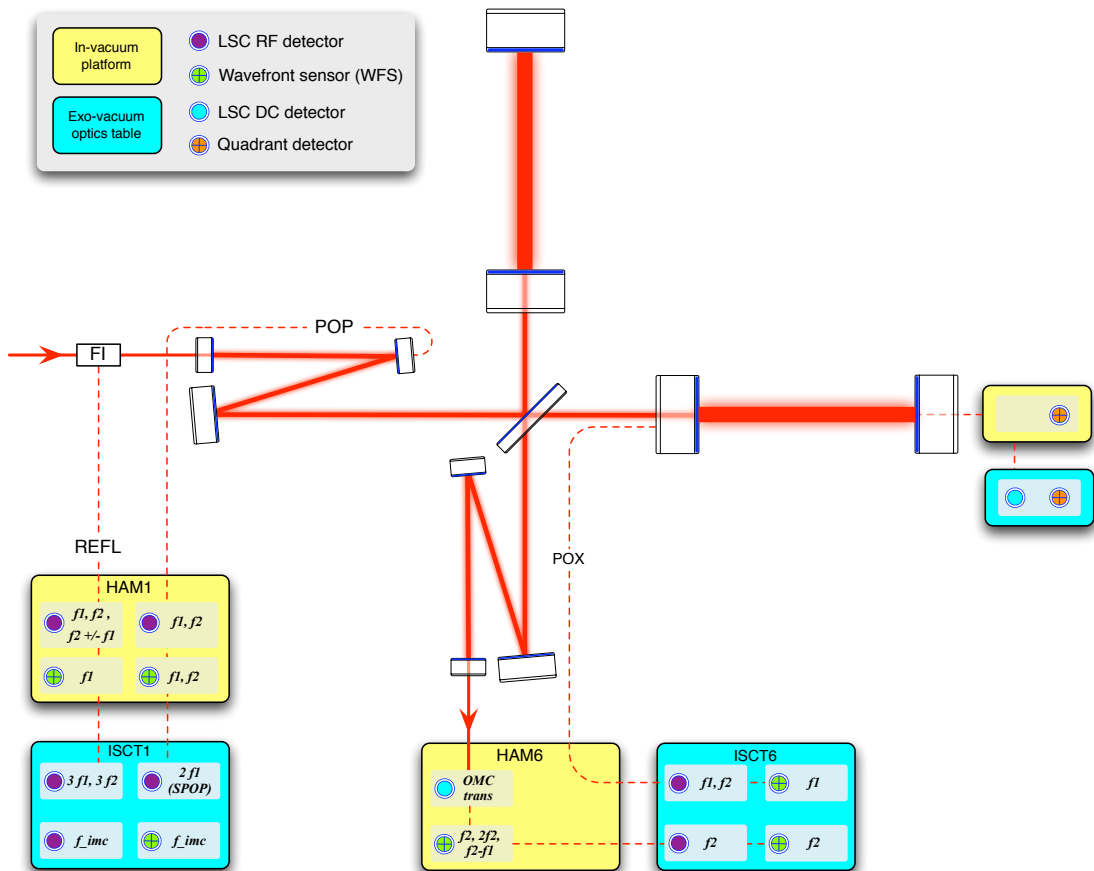 In-vacuum
platform
Exo-vacuum
optics table
LSC RF detector
Wavefront sensor (WFS)
LSC DC detector
Quadrant detector
FI
POP
REFL
POX
HAM1
f1, f2 ,
f2 +/- f1
f1, f2
f1
f1, f2
ISCT1
3 f1, 3 f2
2 f1
(SPOP)
f_imc
f_imc
HAM6
OMC
trans
f2, 2f2,
f2-f1
ISCT6
f1, f2
f1
f2
f2